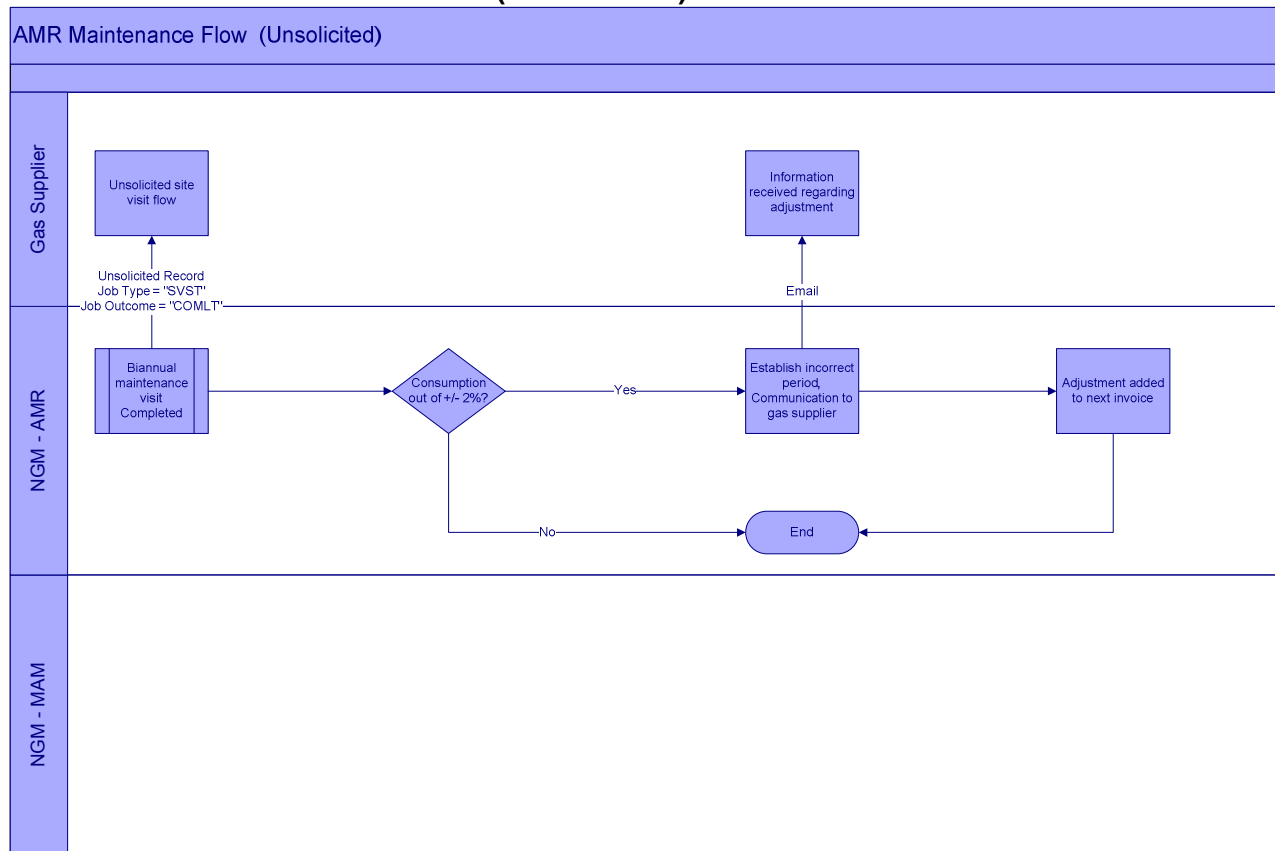 AMR Maintenance Flow (Unsolicited)
Gas Supplier
Unsolicited site
visit flow
Information
received regarding
adjustment
Unsolicited Record
Job Type = "SVST"
Job Outcome = "COMLT"
Email
NGM - AMR
Biannual
maintenance
visit
Completed
Consumption
out of +/- 2%?
Yes
Establish incorrect
period,
Communication to
gas supplier
Adjustment added
to next invoice
No
End
NGM - MAM